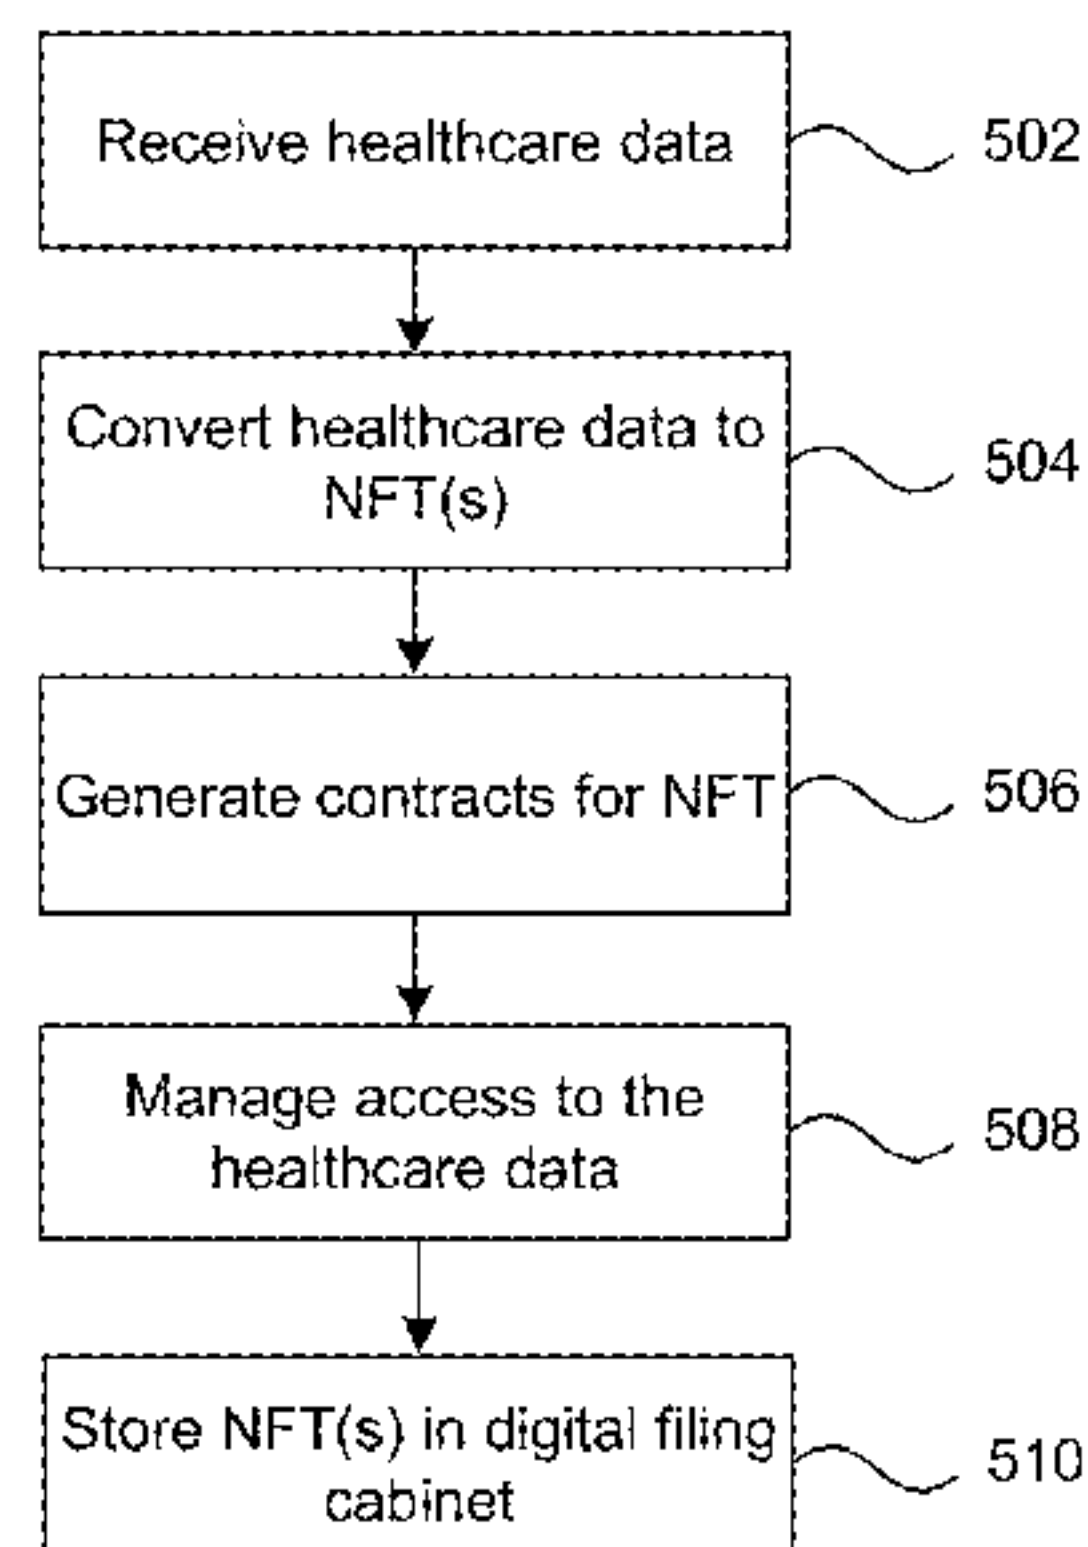 Receive healthcare data
502
Convert healthcare data to
NFT(s)
504
Generate contracts for NFT
506
Manage access to the
healthcare data
508
Store NFT(s) in digital filing
cabinet
510